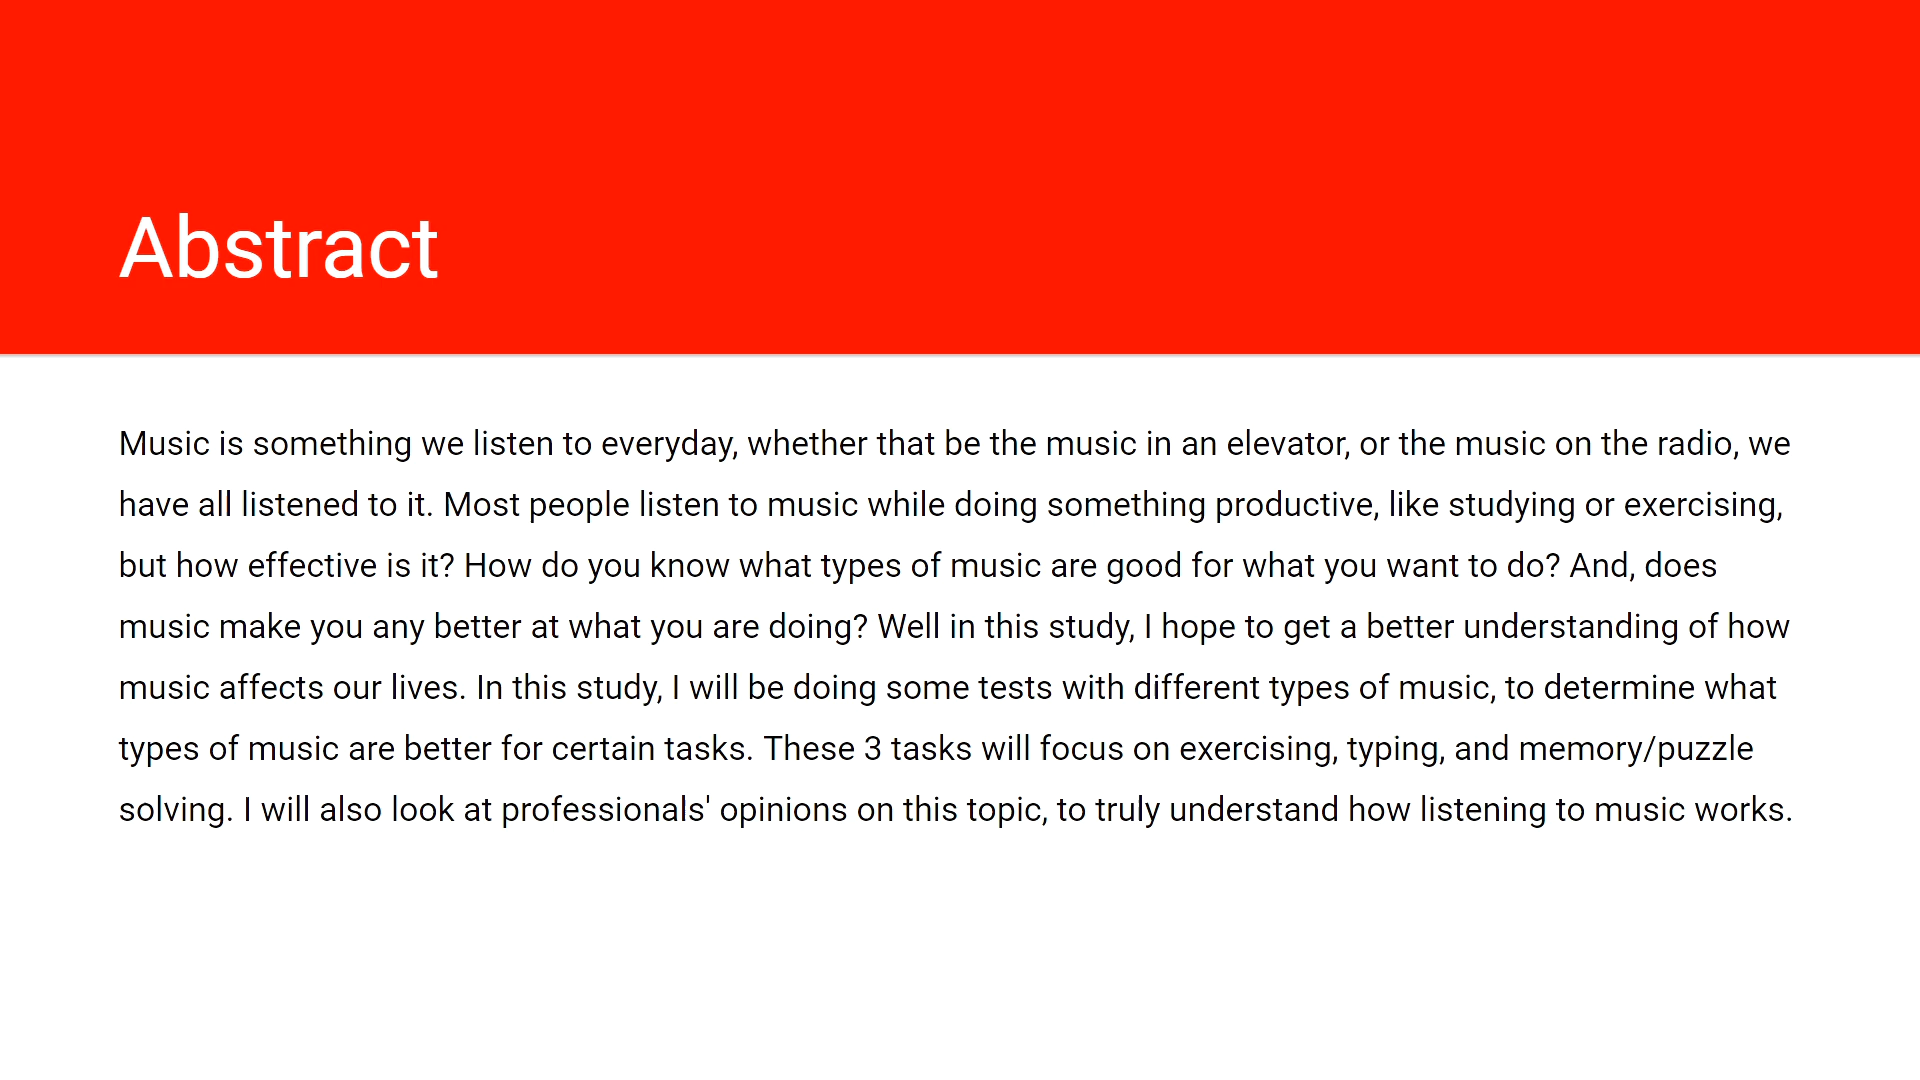 Abstract
Music is something we listen to everyday, whether that be the music in an elevator, or the music on the radio, we
have all listened to it. Most people listen to music while doing something productive, like studying or exercising,
but how effective is it? How do you know what types of music are good for what you want to do? And, does
music make you any better at what you are doing? Well in this study, I hope to get a better understanding of how
music affects our lives. In this study, I will be doing some tests with different types of music, to determine what
types of music are better for certain tasks. These 3 tasks will focus on exercising, typing, and memory/puzzle
solving. I will also look at professionals' opinions on this topic, to truly understand how listening to music works.